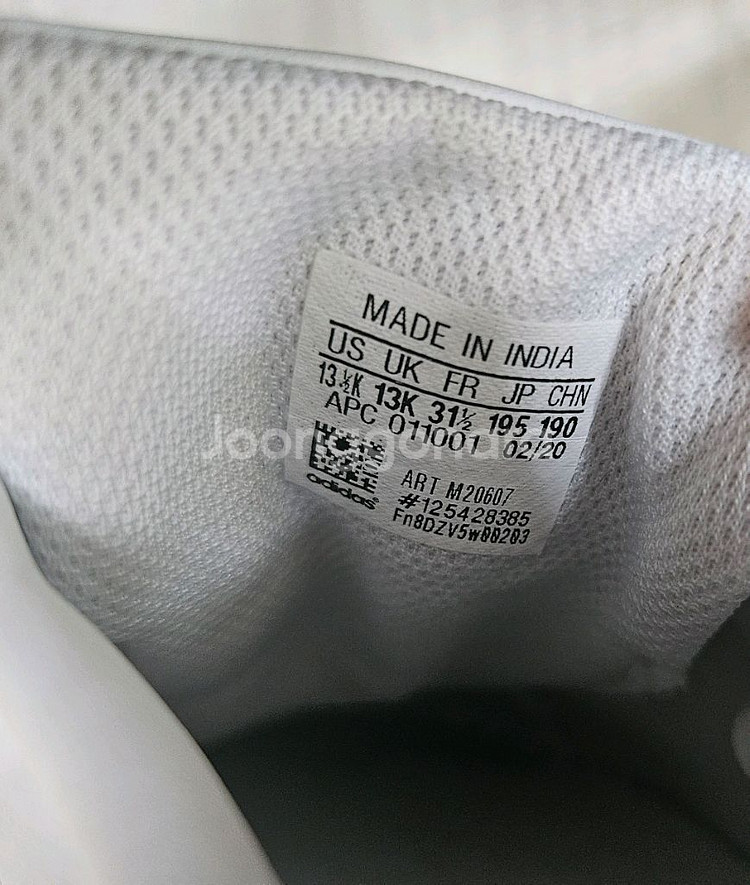 MADE IN INDIA
US UK FR JP CHN
13½K 13K 31½ 195 190
APC 011001 02/20
adidas
ART M20607
#125428385
Fn8DZV5w00203